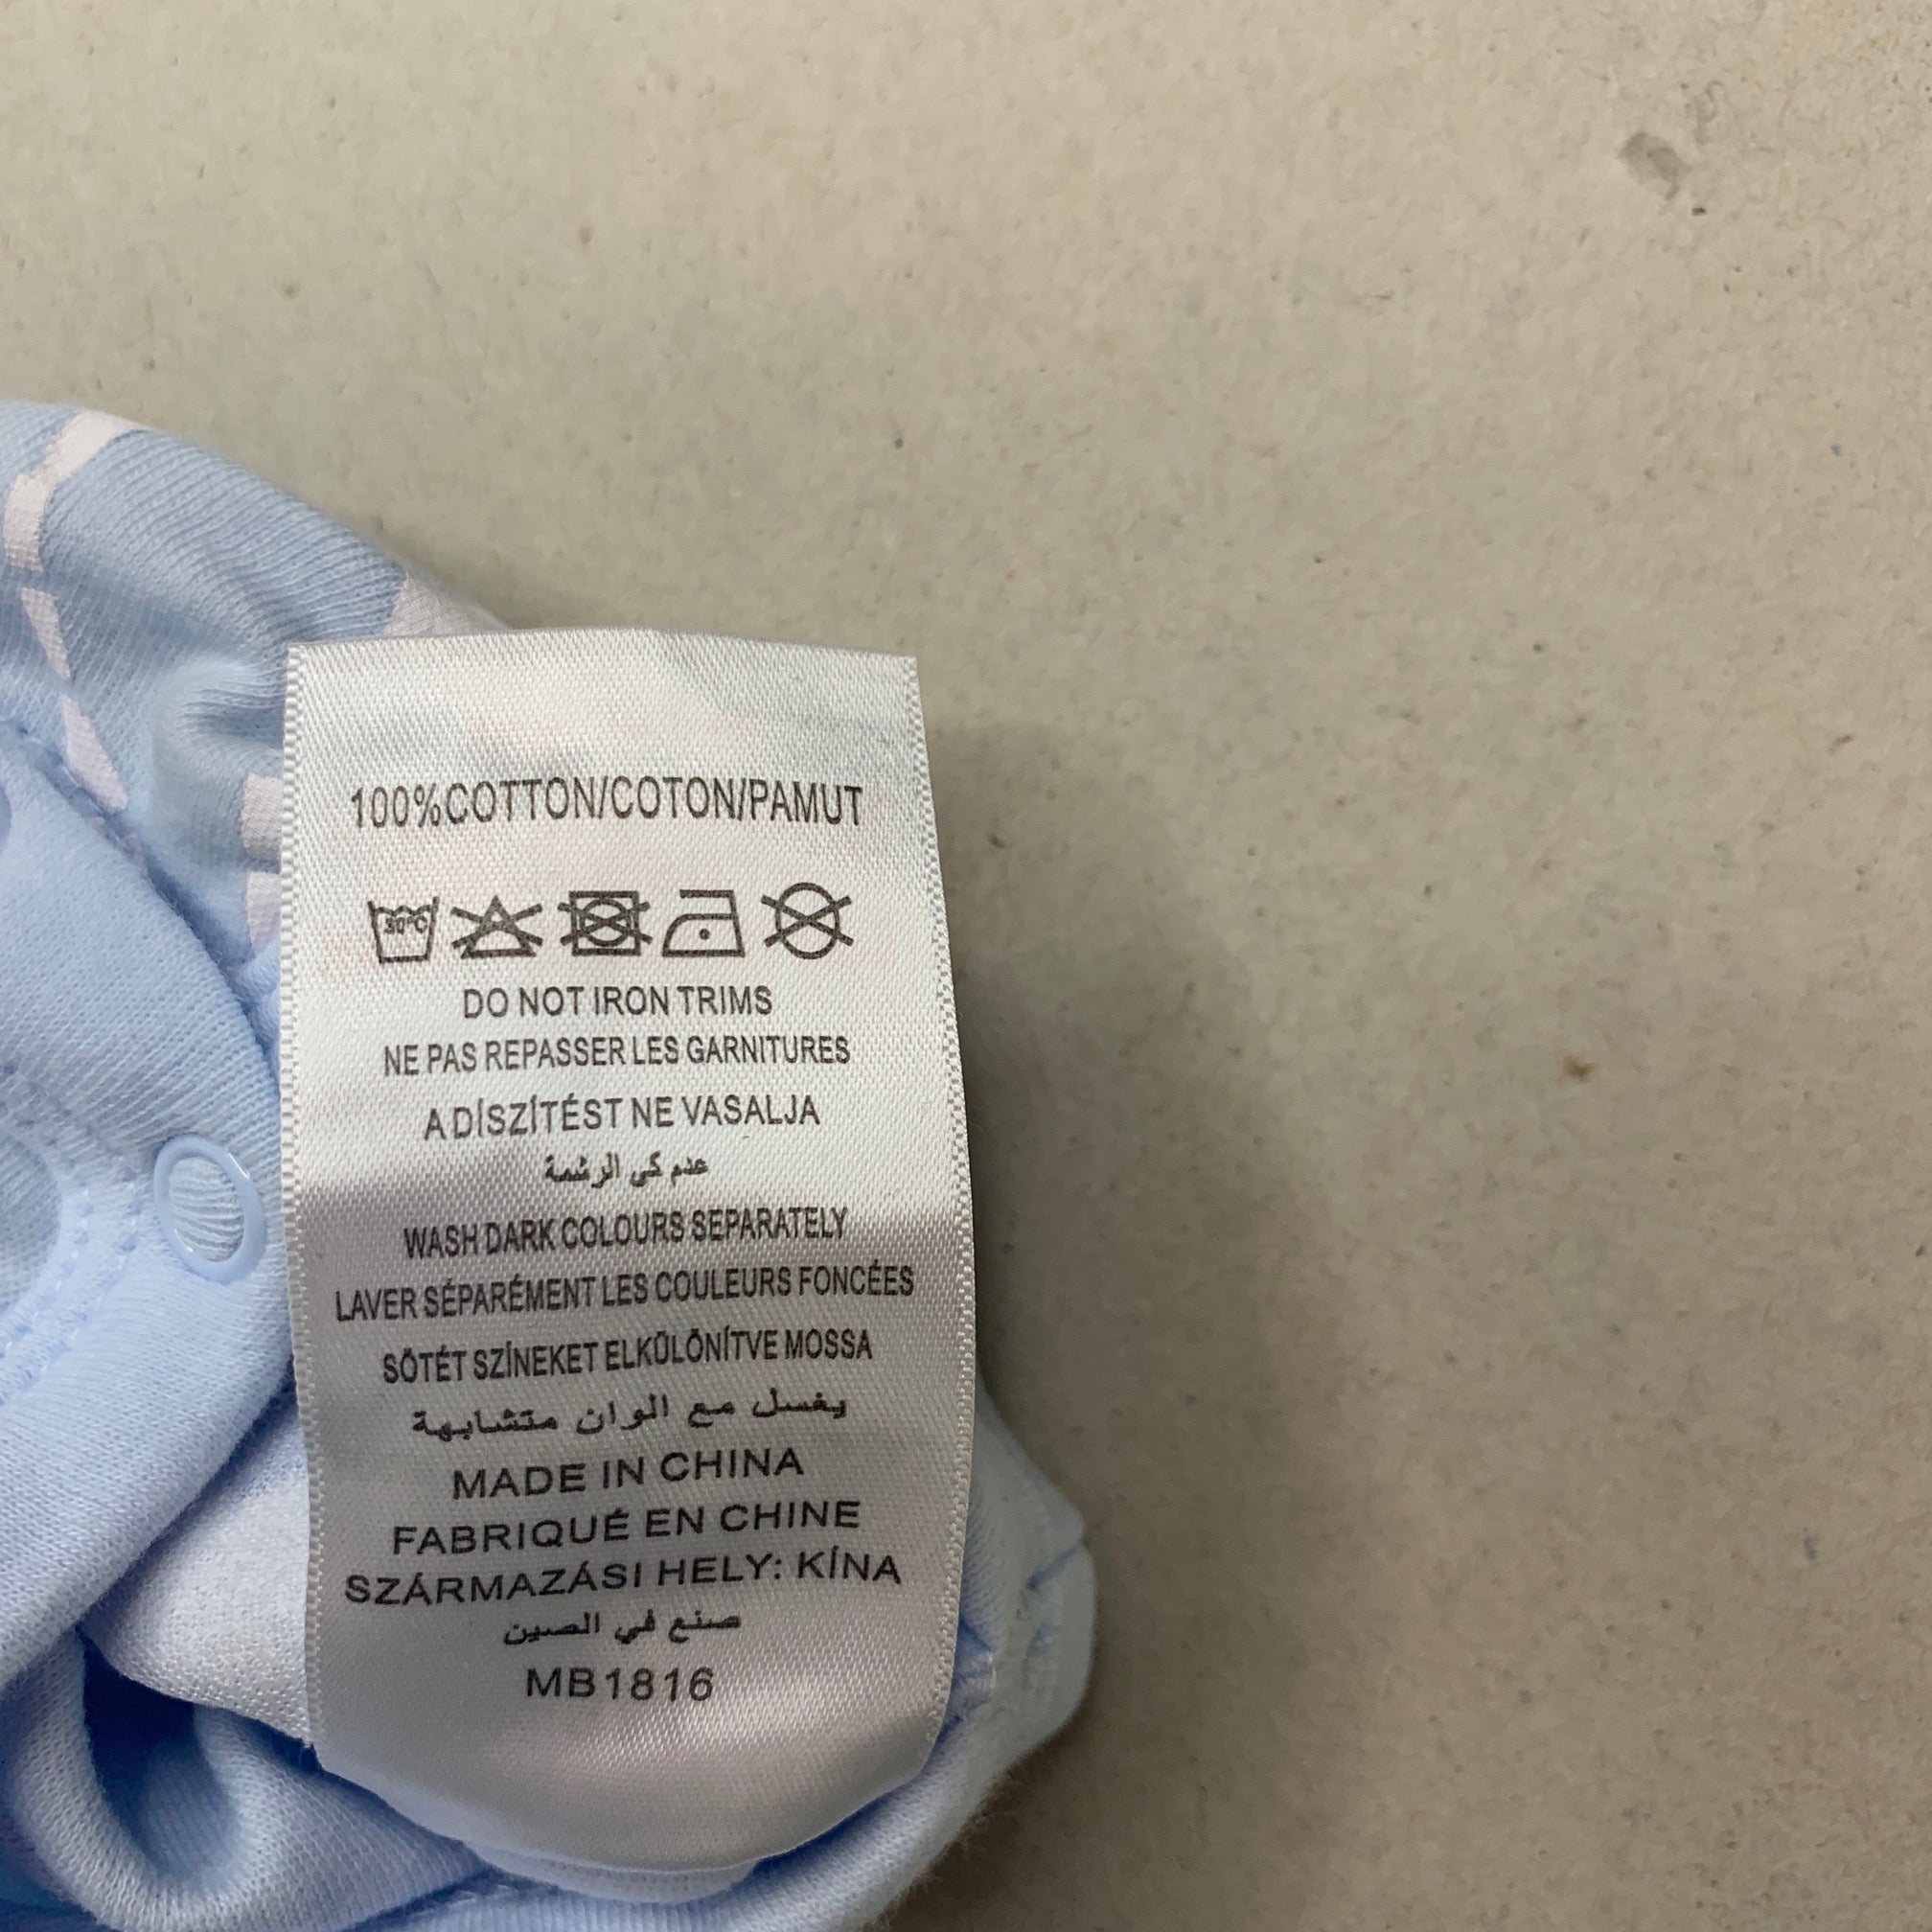 100%COTTON/COTON/PAMUT
30°C
DO NOT IRON TRIMS
NE PAS REPASSER LES GARNITURES
A DÍSZÍTÉST NE VASALJA
عدم كي الرشمة
WASH DARK COLOURS SEPARATELY
LAVER SÉPARÉMENT LES COULEURS FONCÉES
SÖTÉT SZÍNEKET ELKÜLÖNÍTVE MOSSA
يغسل مع الوان متشابهة
MADE IN CHINA
FABRIQUÉ EN CHINE
SZÁRMAZÁSI HELY: KÍNA
صنع في الصين
MB1816